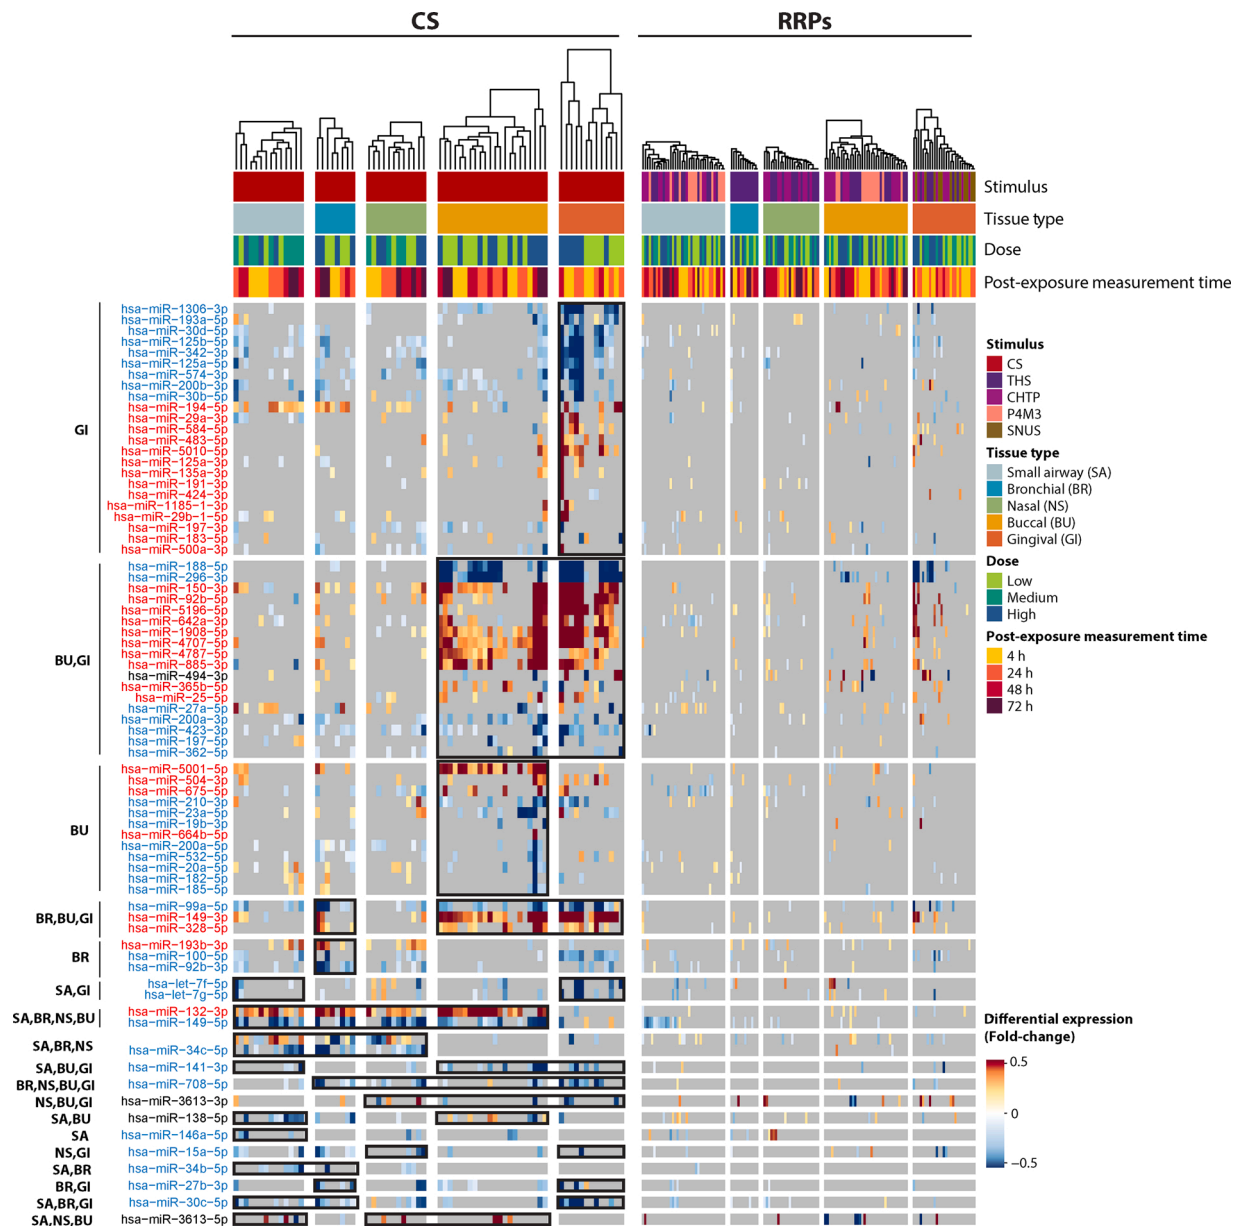 CS RRPs
Stimulus
Tissue type
Dose
Post-exposure measurement time
GI
hsa-miR-1306-3p
hsa-miR-193a-5p
hsa-miR-30d-5p
hsa-miR-125b-5p
hsa-miR-342-3p
hsa-miR-125a-5p
hsa-miR-574-3p
hsa-miR-200b-3p
hsa-miR-30b-5p
hsa-miR-194-5p
hsa-miR-29a-3p
hsa-miR-584-5p
hsa-miR-483-5p
hsa-miR-5010-5p
hsa-miR-125a-3p
hsa-miR-135a-3p
hsa-miR-191-3p
hsa-miR-424-3p
hsa-miR-1185-1-3p
hsa-miR-29b-1-5p
hsa-miR-197-3p
hsa-miR-183-5p
hsa-miR-500a-3p
BU,GI
hsa-miR-188-5p
hsa-miR-296-3p
hsa-miR-150-3p
hsa-miR-92b-5p
hsa-miR-5196-5p
hsa-miR-642a-3p
hsa-miR-1908-5p
hsa-miR-4707-5p
hsa-miR-4787-5p
hsa-miR-885-3p
hsa-miR-494-3p
hsa-miR-365b-5p
hsa-miR-25-5p
hsa-miR-27a-5p
hsa-miR-200a-3p
hsa-miR-423-3p
hsa-miR-197-5p
hsa-miR-362-5p
BU
hsa-miR-5001-5p
hsa-miR-504-3p
hsa-miR-675-5p
hsa-miR-210-3p
hsa-miR-23a-5p
hsa-miR-19b-3p
hsa-miR-664b-5p
hsa-miR-200a-5p
hsa-miR-532-5p
hsa-miR-20a-5p
hsa-miR-182-5p
hsa-miR-185-5p
BR,BU,GI
hsa-miR-99a-5p
hsa-miR-149-3p
hsa-miR-328-5p
BR
hsa-miR-193b-3p
hsa-miR-100-5p
hsa-miR-92b-3p
SA,GI
hsa-let-7f-5p
hsa-let-7g-5p
SA,BR,NS,BU
hsa-miR-132-3p
hsa-miR-149-5p
SA,BR,NS
hsa-miR-34c-5p
SA,BU,GI hsa-miR-141-3p
BR,NS,BU,GI hsa-miR-708-5p
NS,BU,GI hsa-miR-3613-3p
SA,BU hsa-miR-138-5p
SA hsa-miR-146a-5p
NS,GI hsa-miR-15a-5p
SA,BR hsa-miR-34b-5p
BR,GI hsa-miR-27b-3p
SA,BR,GI hsa-miR-30c-5p
SA,NS,BU hsa-miR-3613-5p
Stimulus
CS
THS
CHTP
P4M3
SNUS
Tissue type
Small airway (SA)
Bronchial (BR)
Nasal (NS)
Buccal (BU)
Gingival (GI)
Dose
Low
Medium
High
Post-exposure measurement time
4 h
24 h
48 h
72 h
Differential expression
(Fold-change)
0.5
0
−0.5